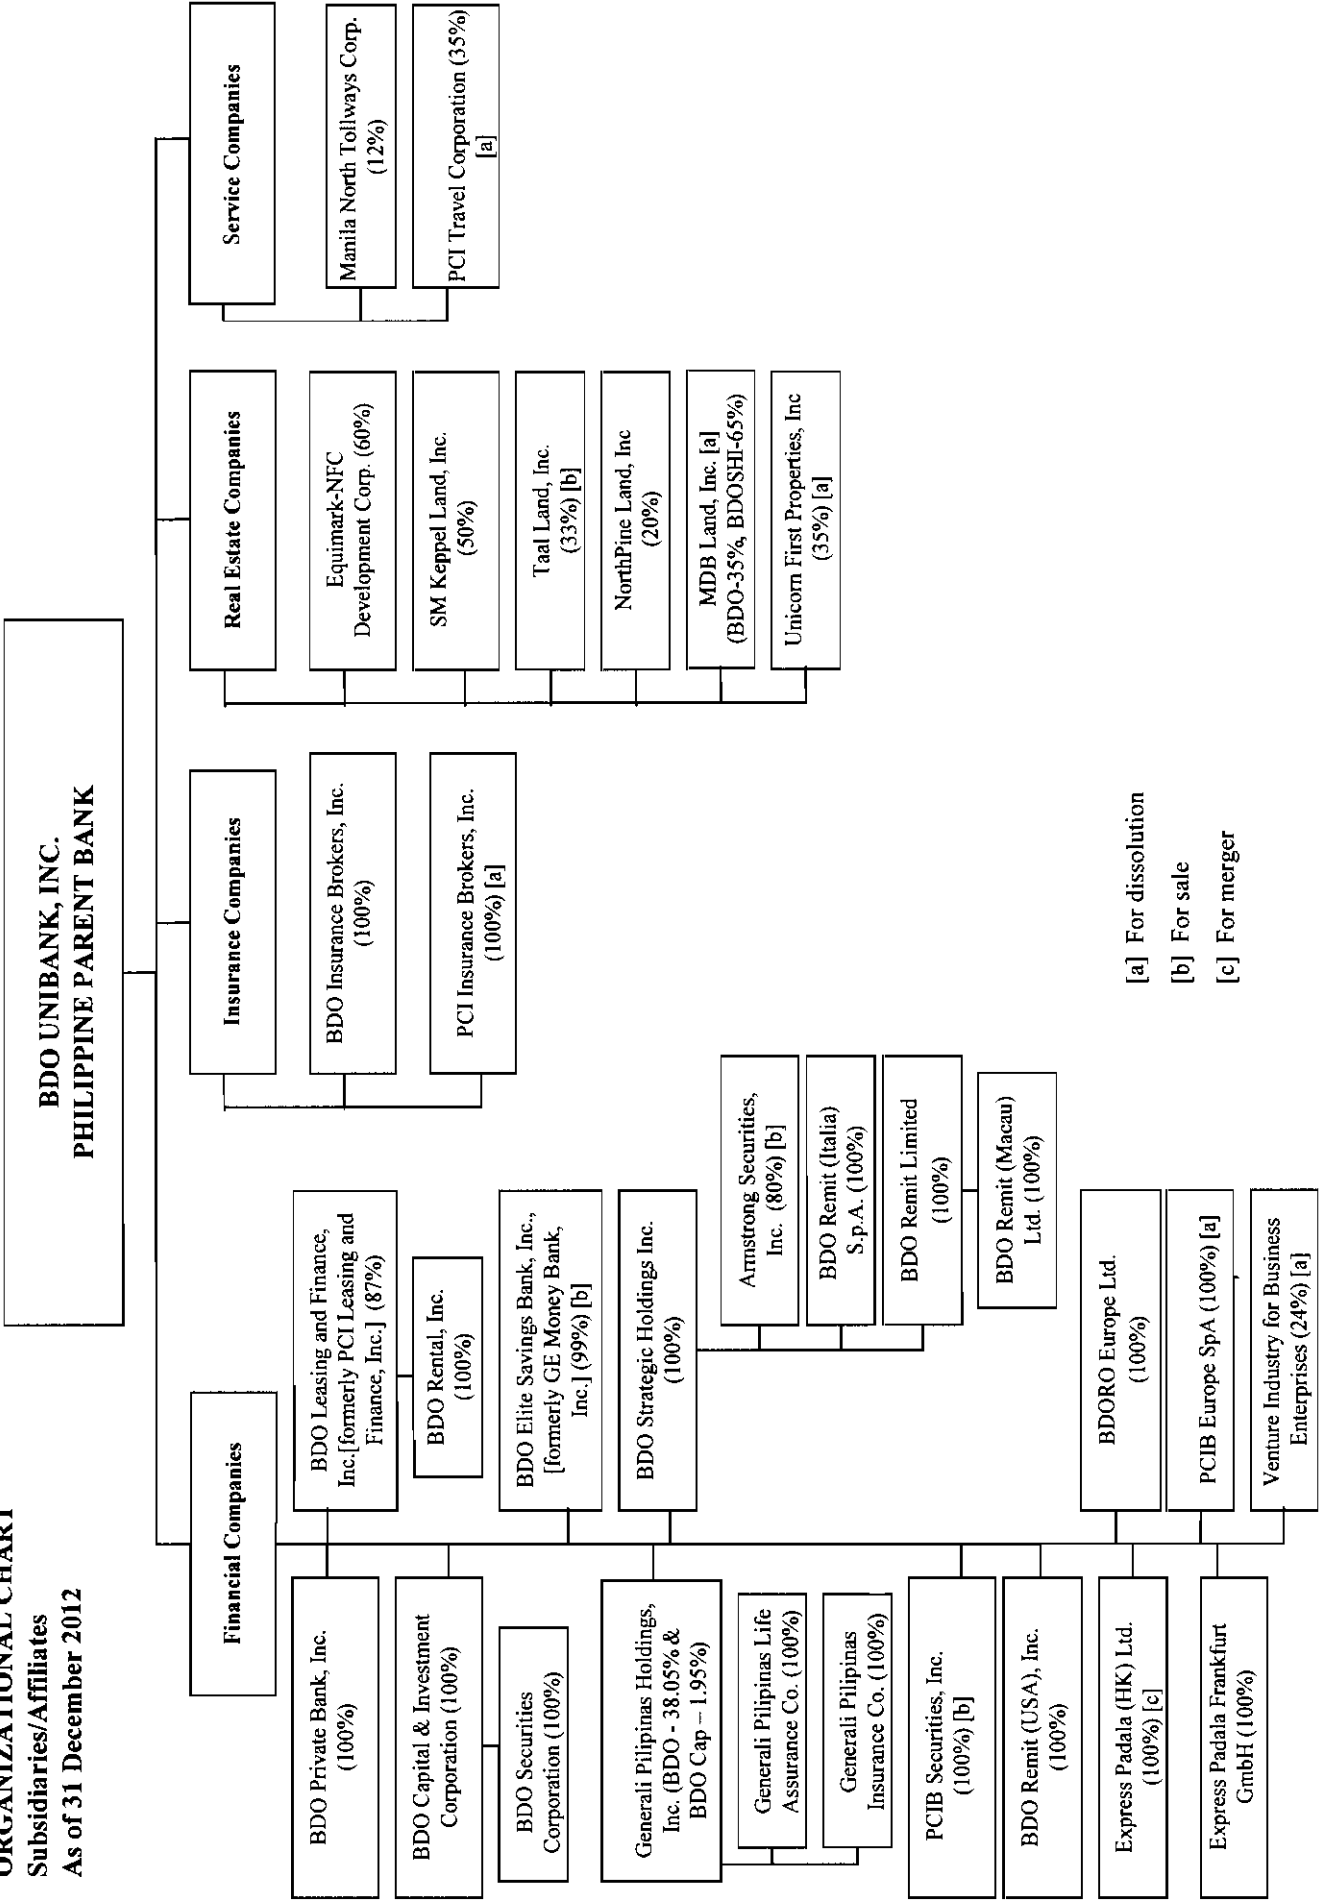 ORGANIZATIONAL CHART
Subsidiaries/Affiliates
As of 31 December 2012
BDO UNIBANK, INC.
PHILIPPINE PARENT BANK
Financial Companies
BDO Private Bank, Inc.
(100%)
BDO Capital & Investment
Corporation (100%)
BDO Securities
Corporation (100%)
Generali Pilipinas Holdings,
Inc. (BDO - 38.05% &
BDO Cap – 1.95%)
Generali Pilipinas Life
Assurance Co. (100%)
Generali Pilipinas
Insurance Co. (100%)
PCIB Securities, Inc.
(100%) [b]
BDO Remit (USA), Inc.
(100%)
Express Padala (HK) Ltd.
(100%) [c]
Express Padala Frankfurt
GmbH (100%)
BDO Leasing and Finance,
Inc.[formerly PCI Leasing and
Finance, Inc.] (87%)
BDO Rental, Inc.
(100%)
BDO Elite Savings Bank, Inc.,
[formerly GE Money Bank,
Inc.] (99%) [b]
BDO Strategic Holdings Inc.
(100%)
Armstrong Securities,
Inc. (80%) [b]
BDO Remit (Italia)
S.p.A. (100%)
BDO Remit Limited
(100%)
BDO Remit (Macau)
Ltd. (100%)
BDORO Europe Ltd.
(100%)
PCIB Europe SpA (100%) [a]
Venture Industry for Business
Enterprises (24%) [a]
Insurance Companies
BDO Insurance Brokers, Inc.
(100%)
PCI Insurance Brokers, Inc.
(100%) [a]
Real Estate Companies
Equimark-NFC
Development Corp. (60%)
SM Keppel Land, Inc.
(50%)
Taal Land, Inc.
(33%) [b]
NorthPine Land, Inc
(20%)
MDB Land, Inc. [a]
(BDO-35%, BDOSHI-65%)
Unicorn First Properties, Inc
(35%) [a]
Service Companies
Manila North Tollways Corp.
(12%)
PCI Travel Corporation (35%)
[a]
[a] For dissolution
[b] For sale
[c] For merger